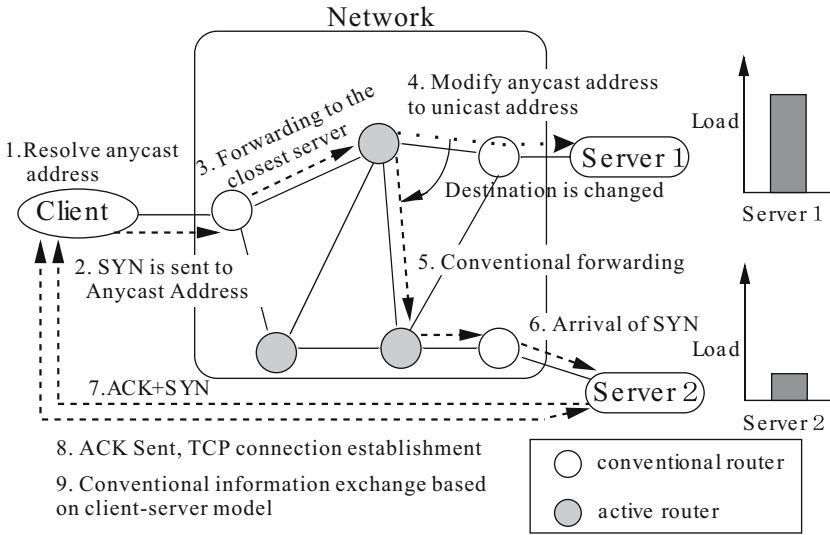 Network
4. Modify anycast address
to unicast address
3. Forwarding to the
closest server
1.Resolve anycast
address
Client
Server 1
Destination is changed
Load
Server 1
2. SYN is sent to
Anycast Address
5. Conventional forwarding
6. Arrival of SYN
7.ACK+SYN
Server 2
Load
Server 2
8. ACK Sent, TCP connection establishment
9. Conventional information exchange based
on client-server model
conventional router
active router